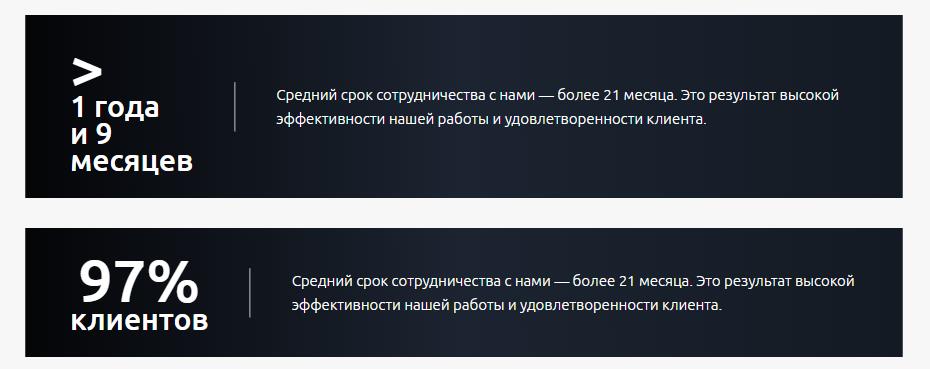 >
1 года
и 9
месяцев
Средний срок сотрудничества с нами — более 21 месяца. Это результат высокой
эффективности нашей работы и удовлетворенности клиента.
97%
клиентов
Средний срок сотрудничества с нами — более 21 месяца. Это результат высокой
эффективности нашей работы и удовлетворенности клиента.